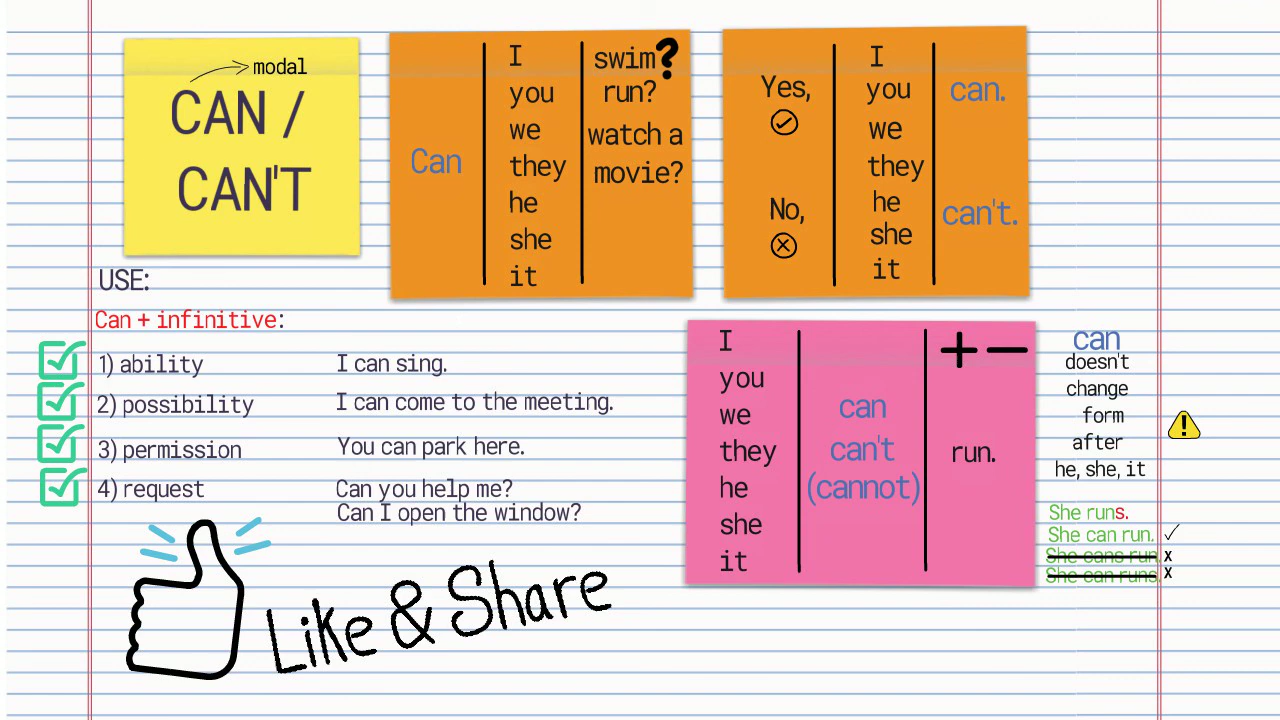 modal
CAN /
CAN'T
Can
I
you
we
they
he
she
it
swim?
run?
watch a
movie?
Yes,
No,
I
you
we
they
he
she
it
can.
can't.
USE:
Can + infinitive:
1) ability I can sing.
2) possibility I can come to the meeting.
3) permission You can park here.
4) request Can you help me?
Can I open the window?
I
you
we
they
he
she
it
can
can't
(cannot)
+ −
run.
can
doesn't
change
form
after
he, she, it
She runs.
She can run. ✓
She cans run. x
She can runs. x
Like & Share